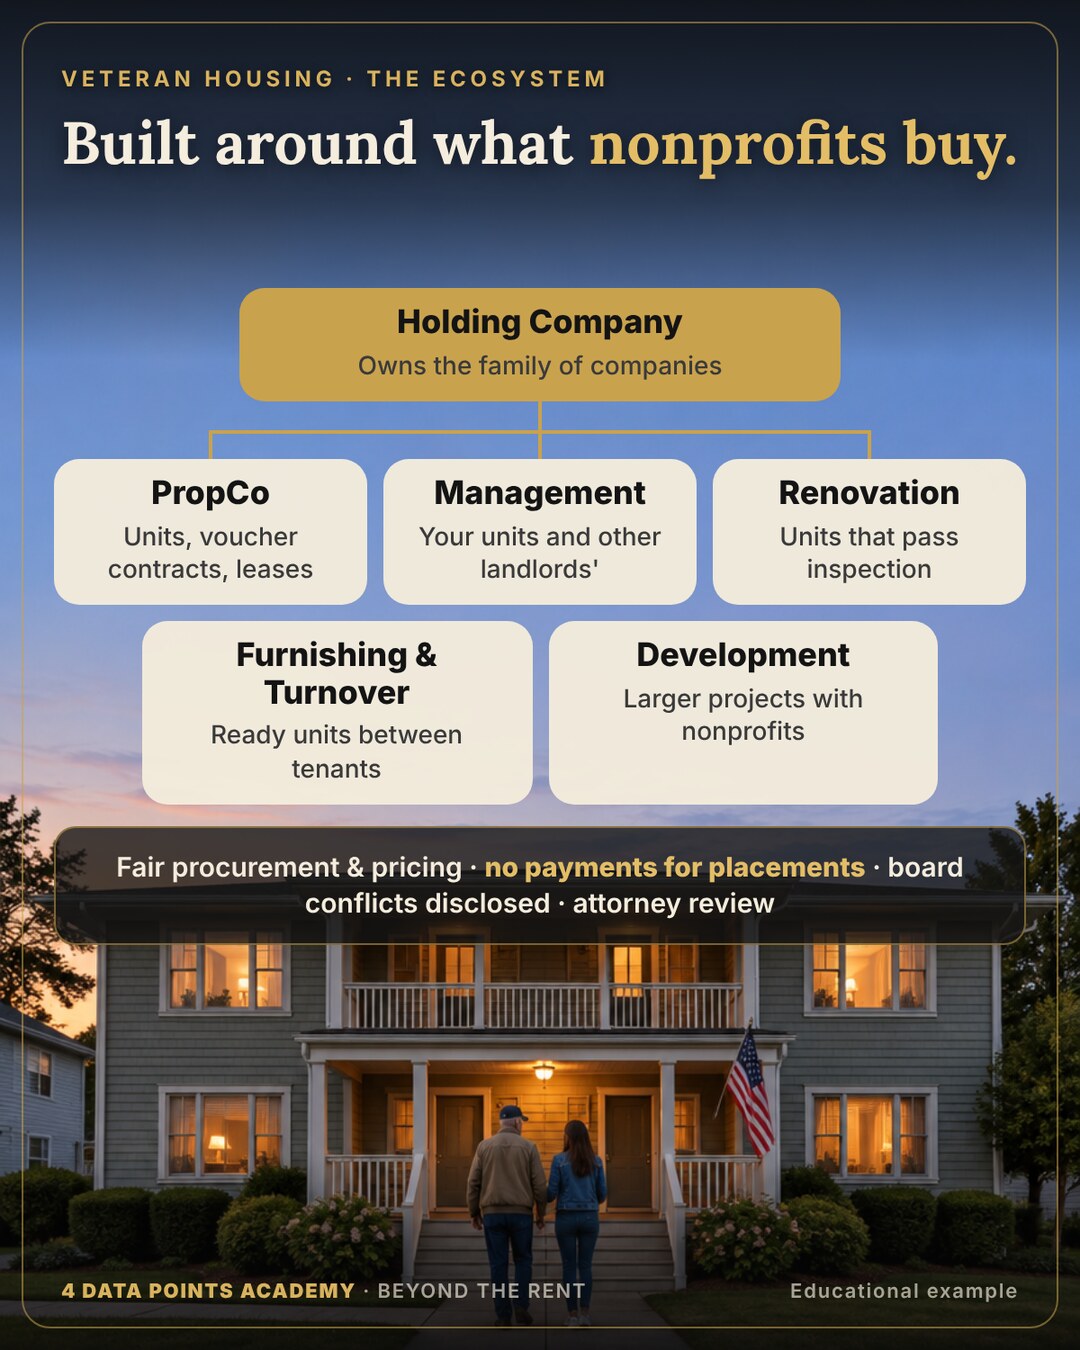 VETERAN HOUSING · THE ECOSYSTEM
Built around what nonprofits buy.
Holding Company
Owns the family of companies
PropCo
Units, voucher
contracts, leases
Management
Your units and other
landlords'
Renovation
Units that pass
inspection
Furnishing &
Turnover
Ready units between
tenants
Development
Larger projects with
nonprofits
Fair procurement & pricing · no payments for placements · board
conflicts disclosed · attorney review
4 DATA POINTS ACADEMY · BEYOND THE RENT
Educational example